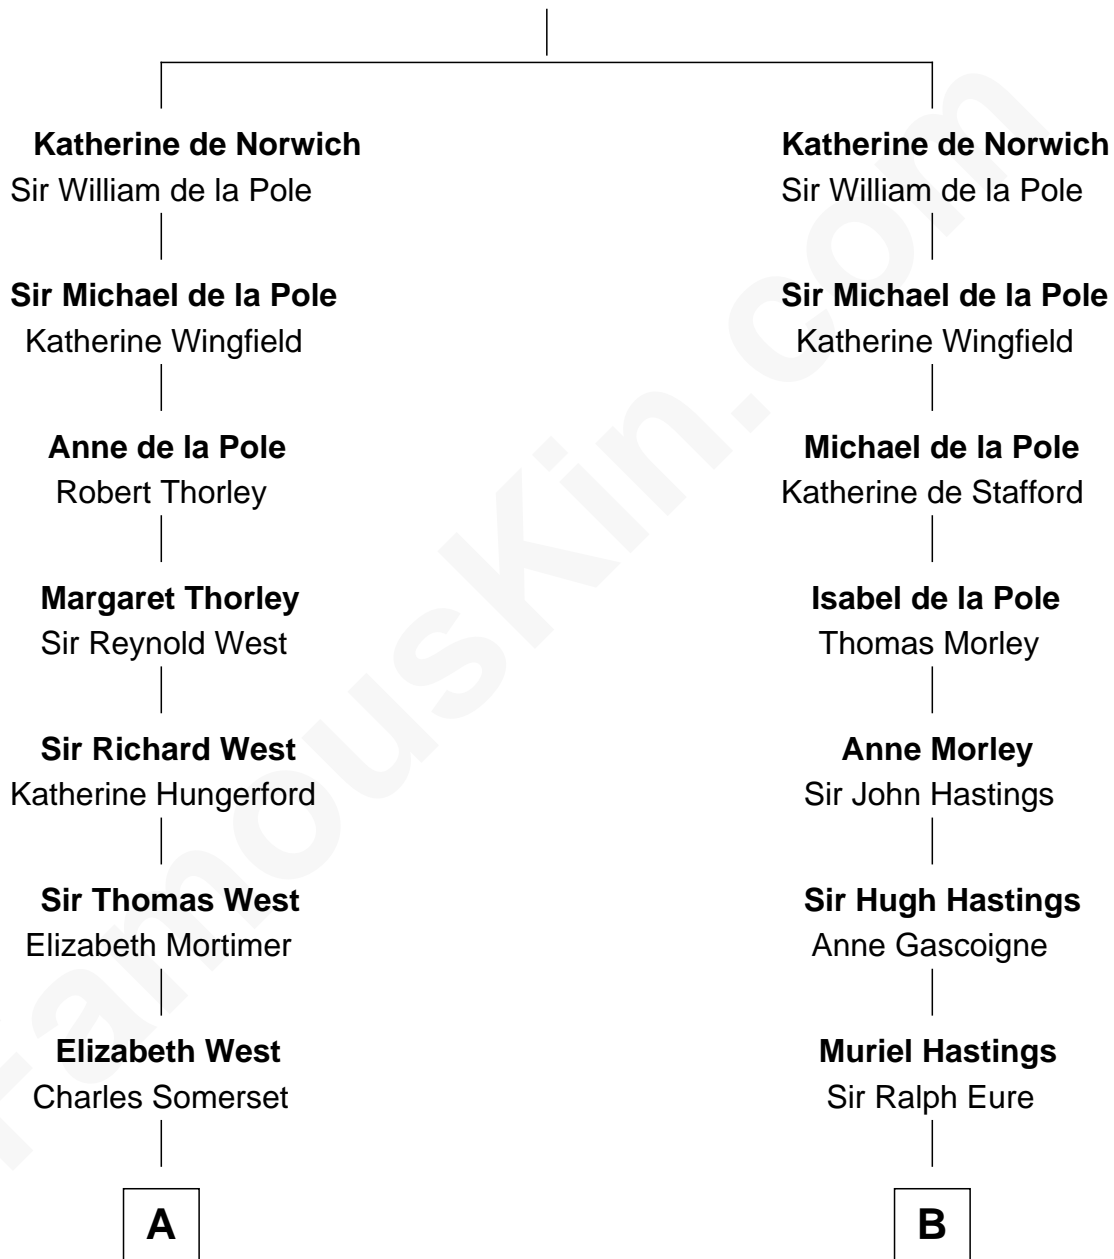 Katherine de Norwich
Sir William de la Pole
Sir Michael de la Pole
Katherine Wingfield
Anne de la Pole
Robert Thorley
Margaret Thorley
Sir Reynold West
Sir Richard West
Katherine Hungerford
Sir Thomas West
Elizabeth Mortimer
Elizabeth West
Charles Somerset
A
Katherine de Norwich
Sir William de la Pole
Sir Michael de la Pole
Katherine Wingfield
Michael de la Pole
Katherine de Stafford
Isabel de la Pole
Thomas Morley
Anne Morley
Sir John Hastings
Sir Hugh Hastings
Anne Gascoigne
Muriel Hastings
Sir Ralph Eure
B
FamousKin.com